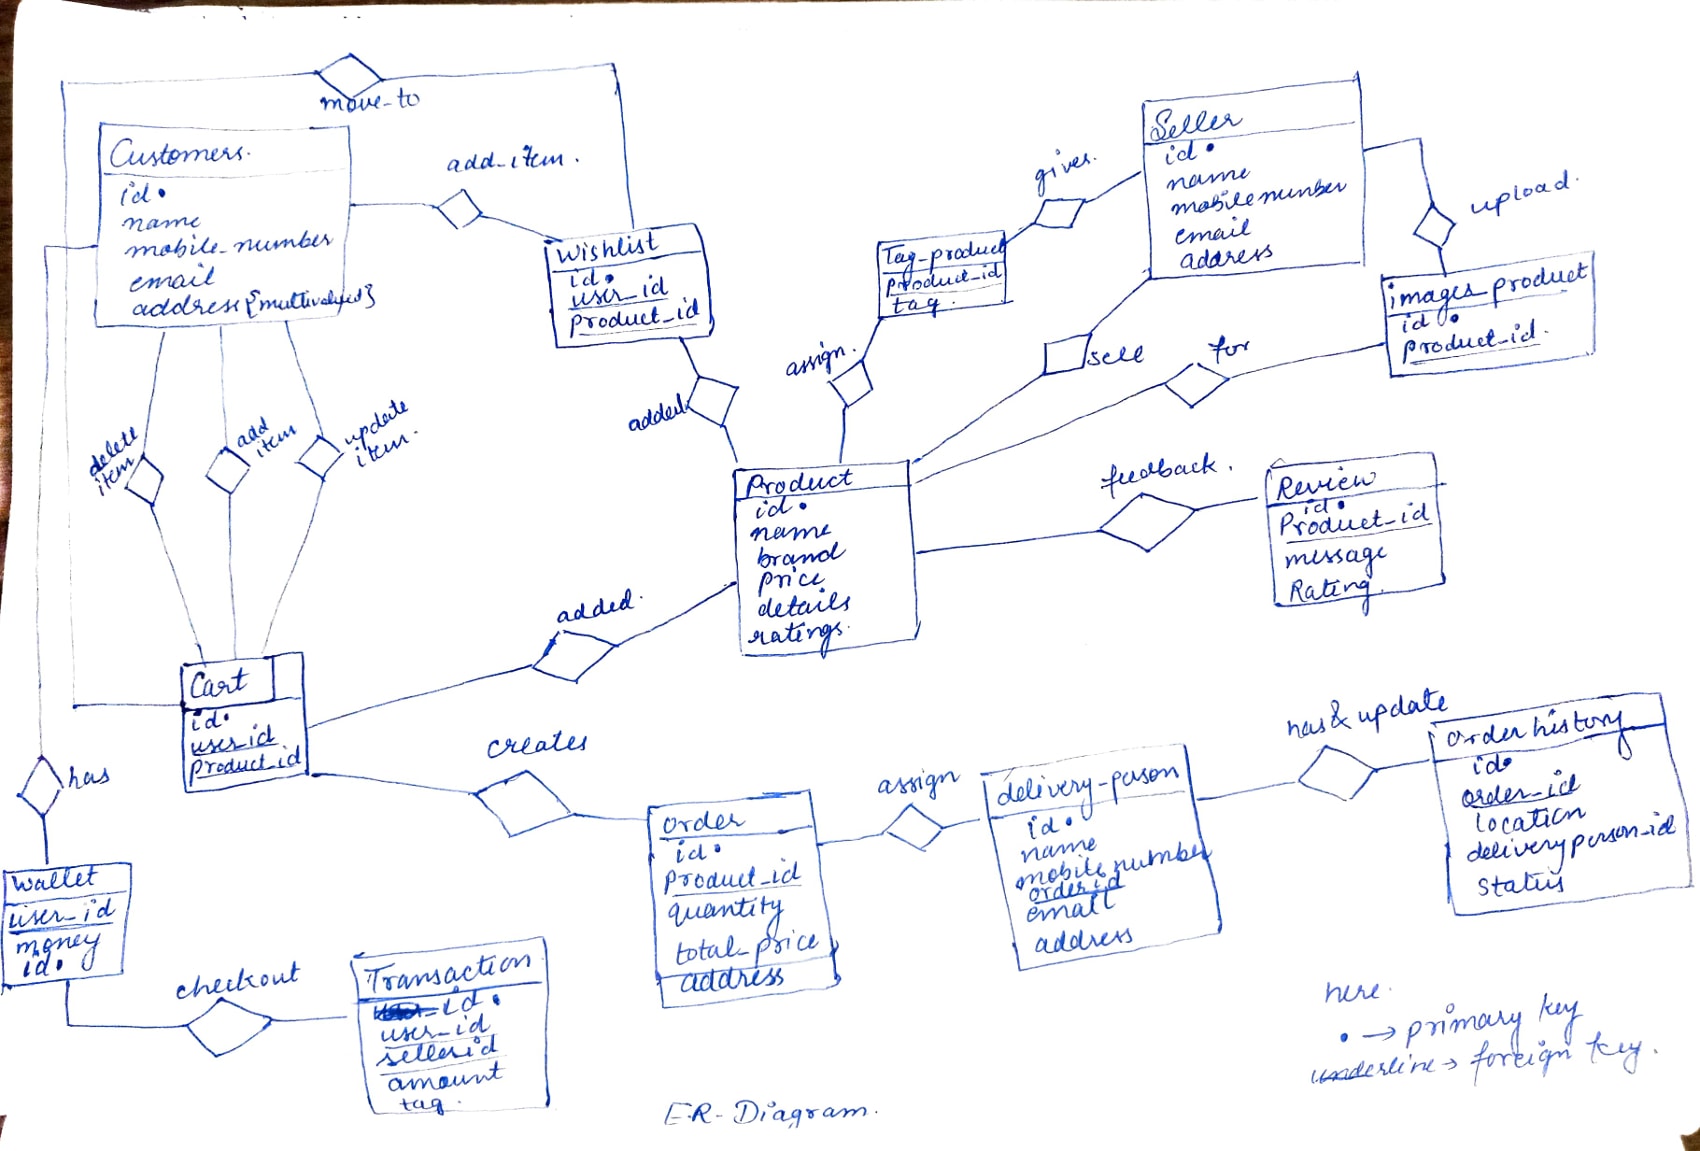 move-to
Customers.
id •
name
mobile_number
email
address{multivalued}
add_item.
Wishlist
id •
user_id
Product_id
gives.
Seller
id •
name
mobile number
email
address
upload.
Tag_product
product_id
tag.
images_product
id •
Product_id.
assign.
sell
for
added
delete item
add item
update item.
Product
id •
name
brand
price
details
ratings.
feedback.
Review
id •
Product_id
message
Rating.
added.
Cart
id •
user id
Product_id
creates
has
Wallet
user_id
money
id •
checkout
Transaction
id •
user_id
seller id
amount
tag.
order
id •
Product_id
quantity
total_price
address
assign
delivery-person
id •
name
mobile number
order id
email
address
has & update
order history
id •
order_id
location
delivery person_id
status
here.
• → primary key
underline → foreign key.
E-R- Diagram.